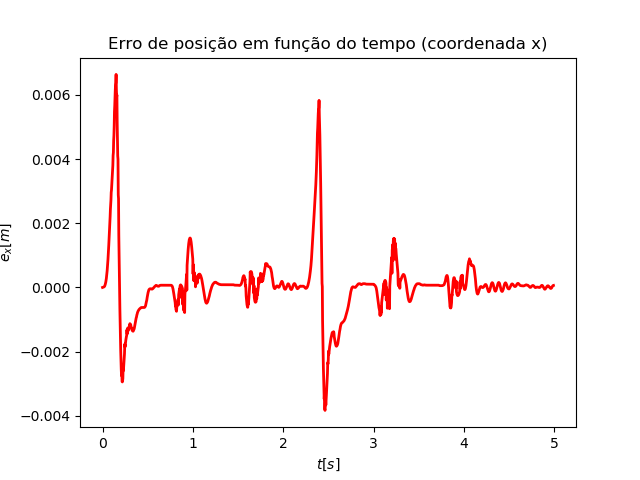 Erro de posição em função do tempo (coordenada x)
0.006
0.004
0.002
0.000
−0.002
−0.004
e_x[m]
0 1 2 3 4 5
t[s]